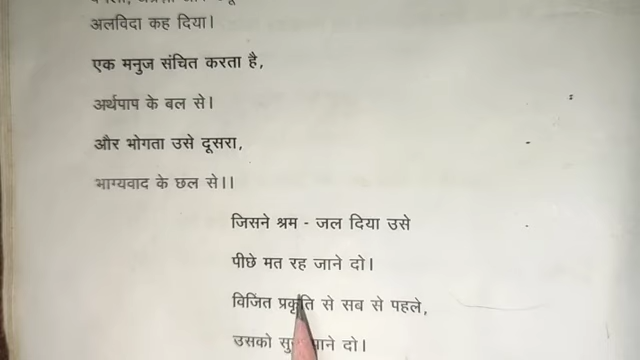 अलविदा कह दिया।
एक मनुज संचित करता है,
अर्थपाप के बल से।
और भोगता उसे दूसरा,
भाग्यवाद के छल से।।
जिसने श्रम - जल दिया उसे
पीछे मत रह जाने दो।
विजित प्रकृति से सब से पहले,
उसको पाने दो।